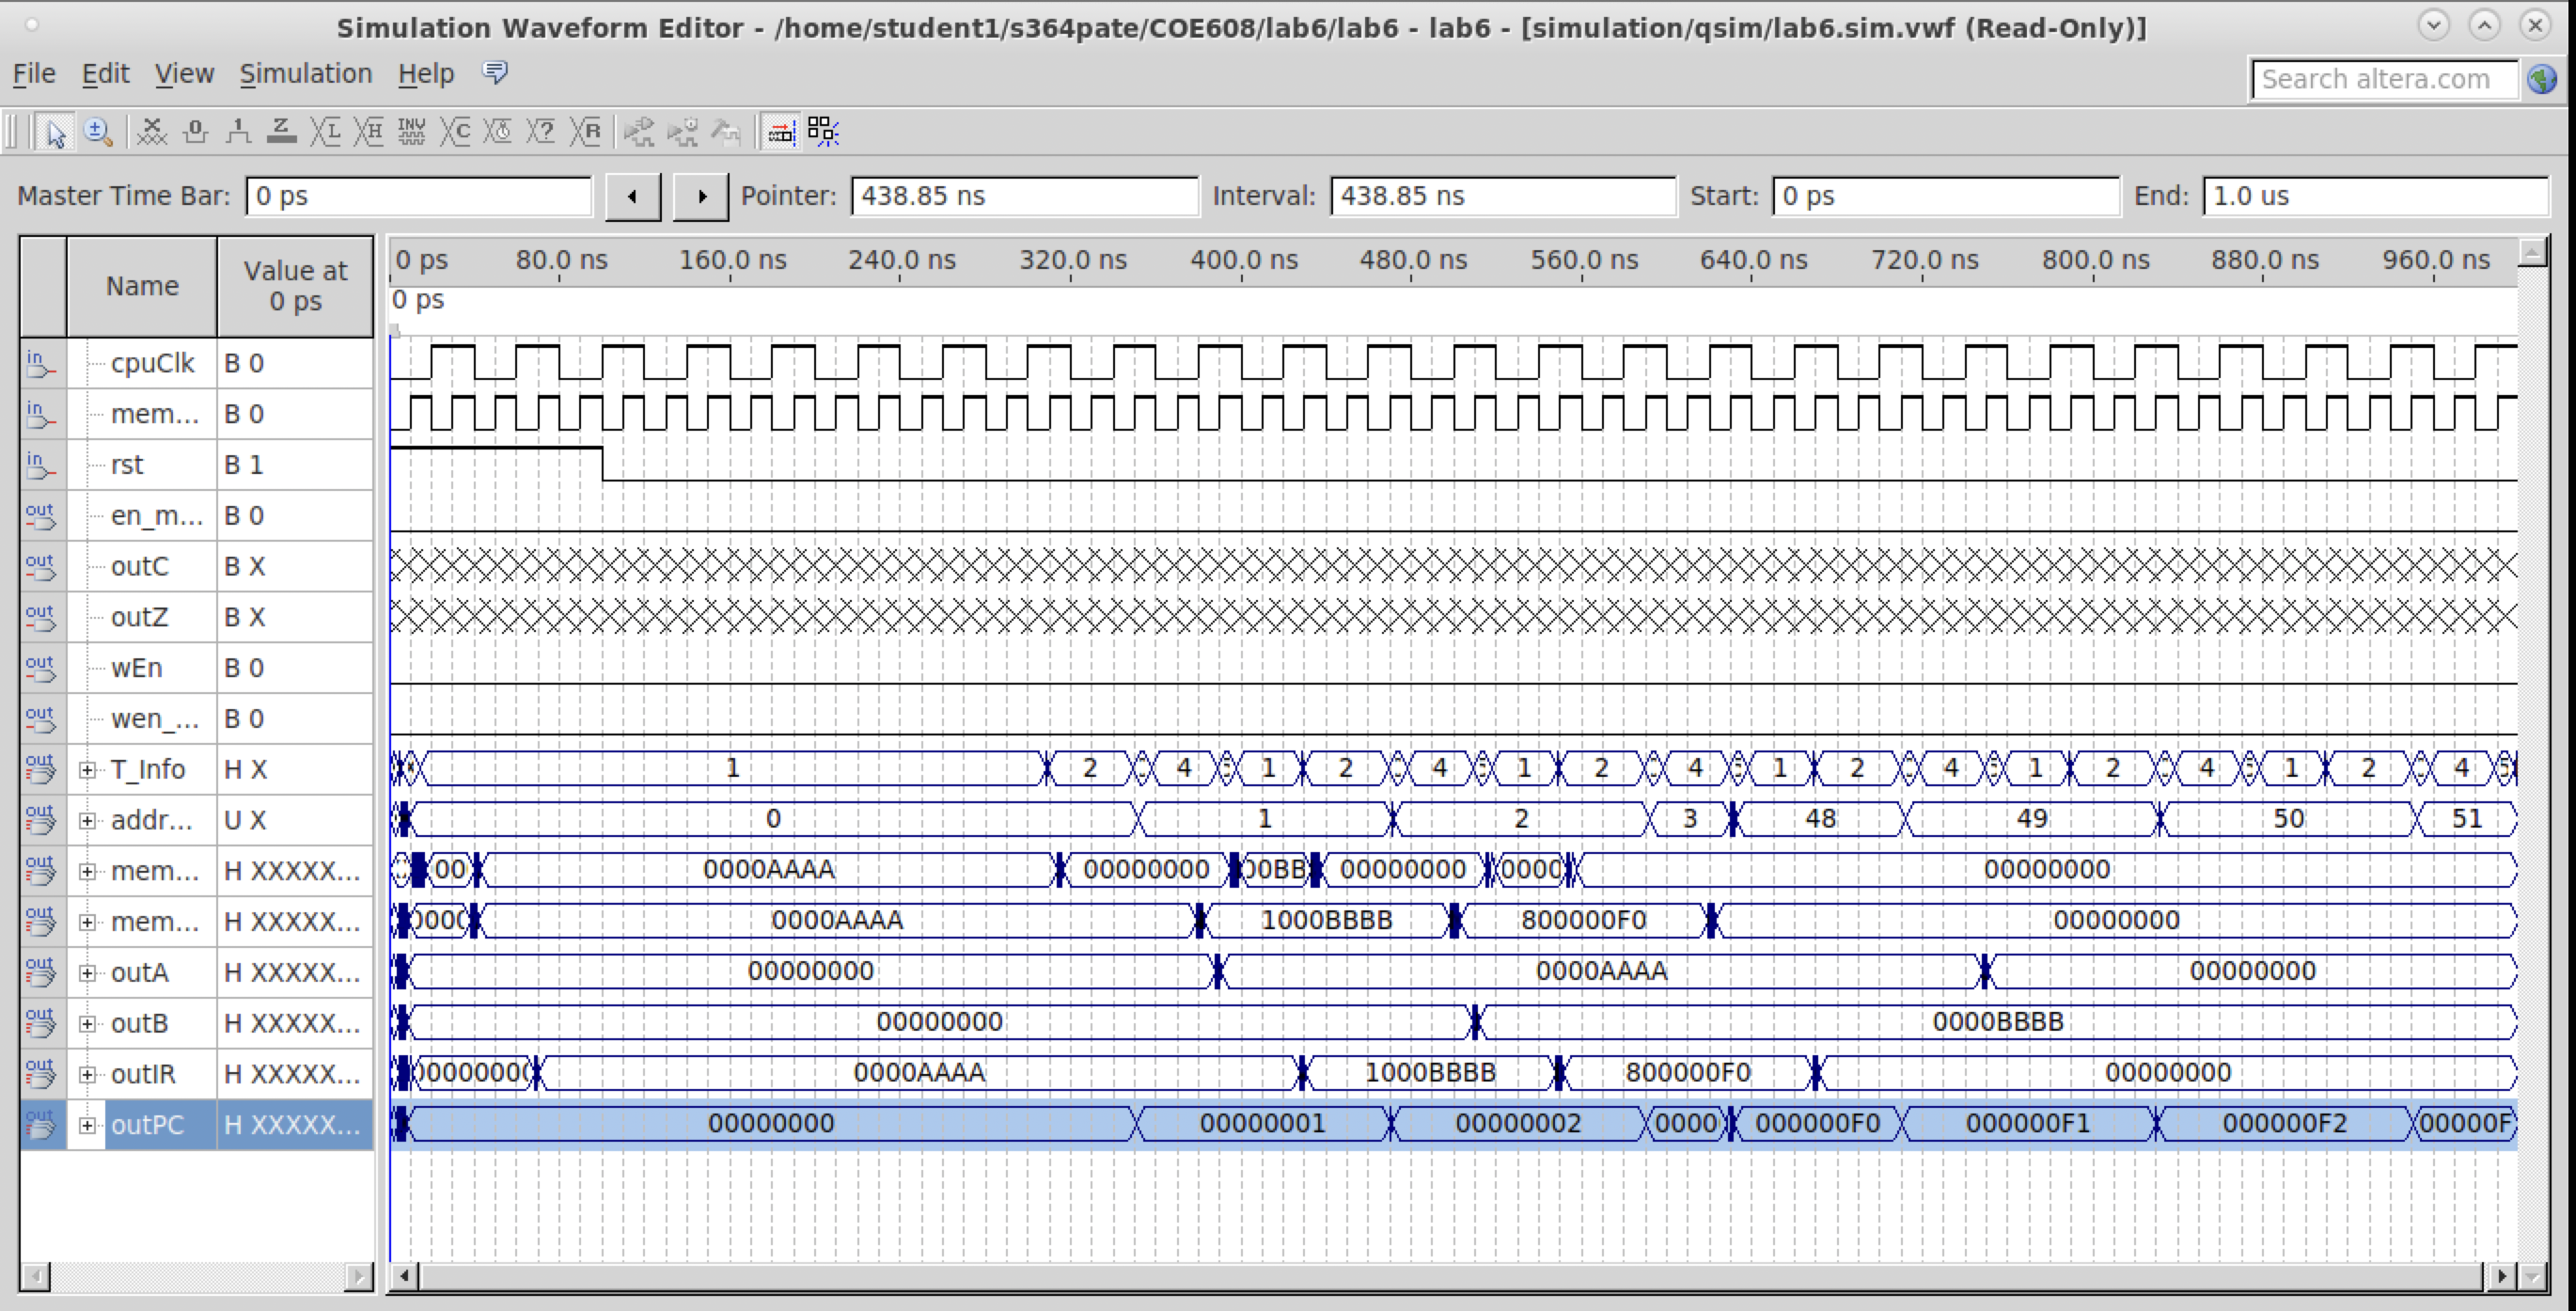 Simulation Waveform Editor - /home/student1/s364pate/COE608/lab6/lab6 - lab6 - [simulation/qsim/lab6.sim.vwf (Read-Only)]
File Edit View Simulation Help
Search altera.com
Master Time Bar: 0 ps Pointer: 438.85 ns Interval: 438.85 ns Start: 0 ps End: 1.0 us
Name Value at 0 ps
0 ps 80.0 ns 160.0 ns 240.0 ns 320.0 ns 400.0 ns 480.0 ns 560.0 ns 640.0 ns 720.0 ns 800.0 ns 880.0 ns 960.0 ns
0 ps
in cpuClk B 0
in mem... B 0
in rst B 1
out en_m... B 0
out outC B X
out outZ B X
out wEn B 0
out wen_... B 0
out T_Info H X 1 2 4 1 2 4 1 2 4 1 2 4 1 2 4 1 2 4
out addr... U X 0 1 2 3 48 49 50 51
out mem... H XXXXX... 00 0000AAAA 00000000 00BB 00000000 0000 00000000
out mem... H XXXXX... 0000 0000AAAA 1000BBBB 800000F0 00000000
out outA H XXXXX... 00000000 0000AAAA 00000000
out outB H XXXXX... 00000000 0000BBBB
out outIR H XXXXX... 00000000 0000AAAA 1000BBBB 800000F0 00000000
out outPC H XXXXX... 00000000 00000001 00000002 0000 000000F0 000000F1 000000F2 00000F